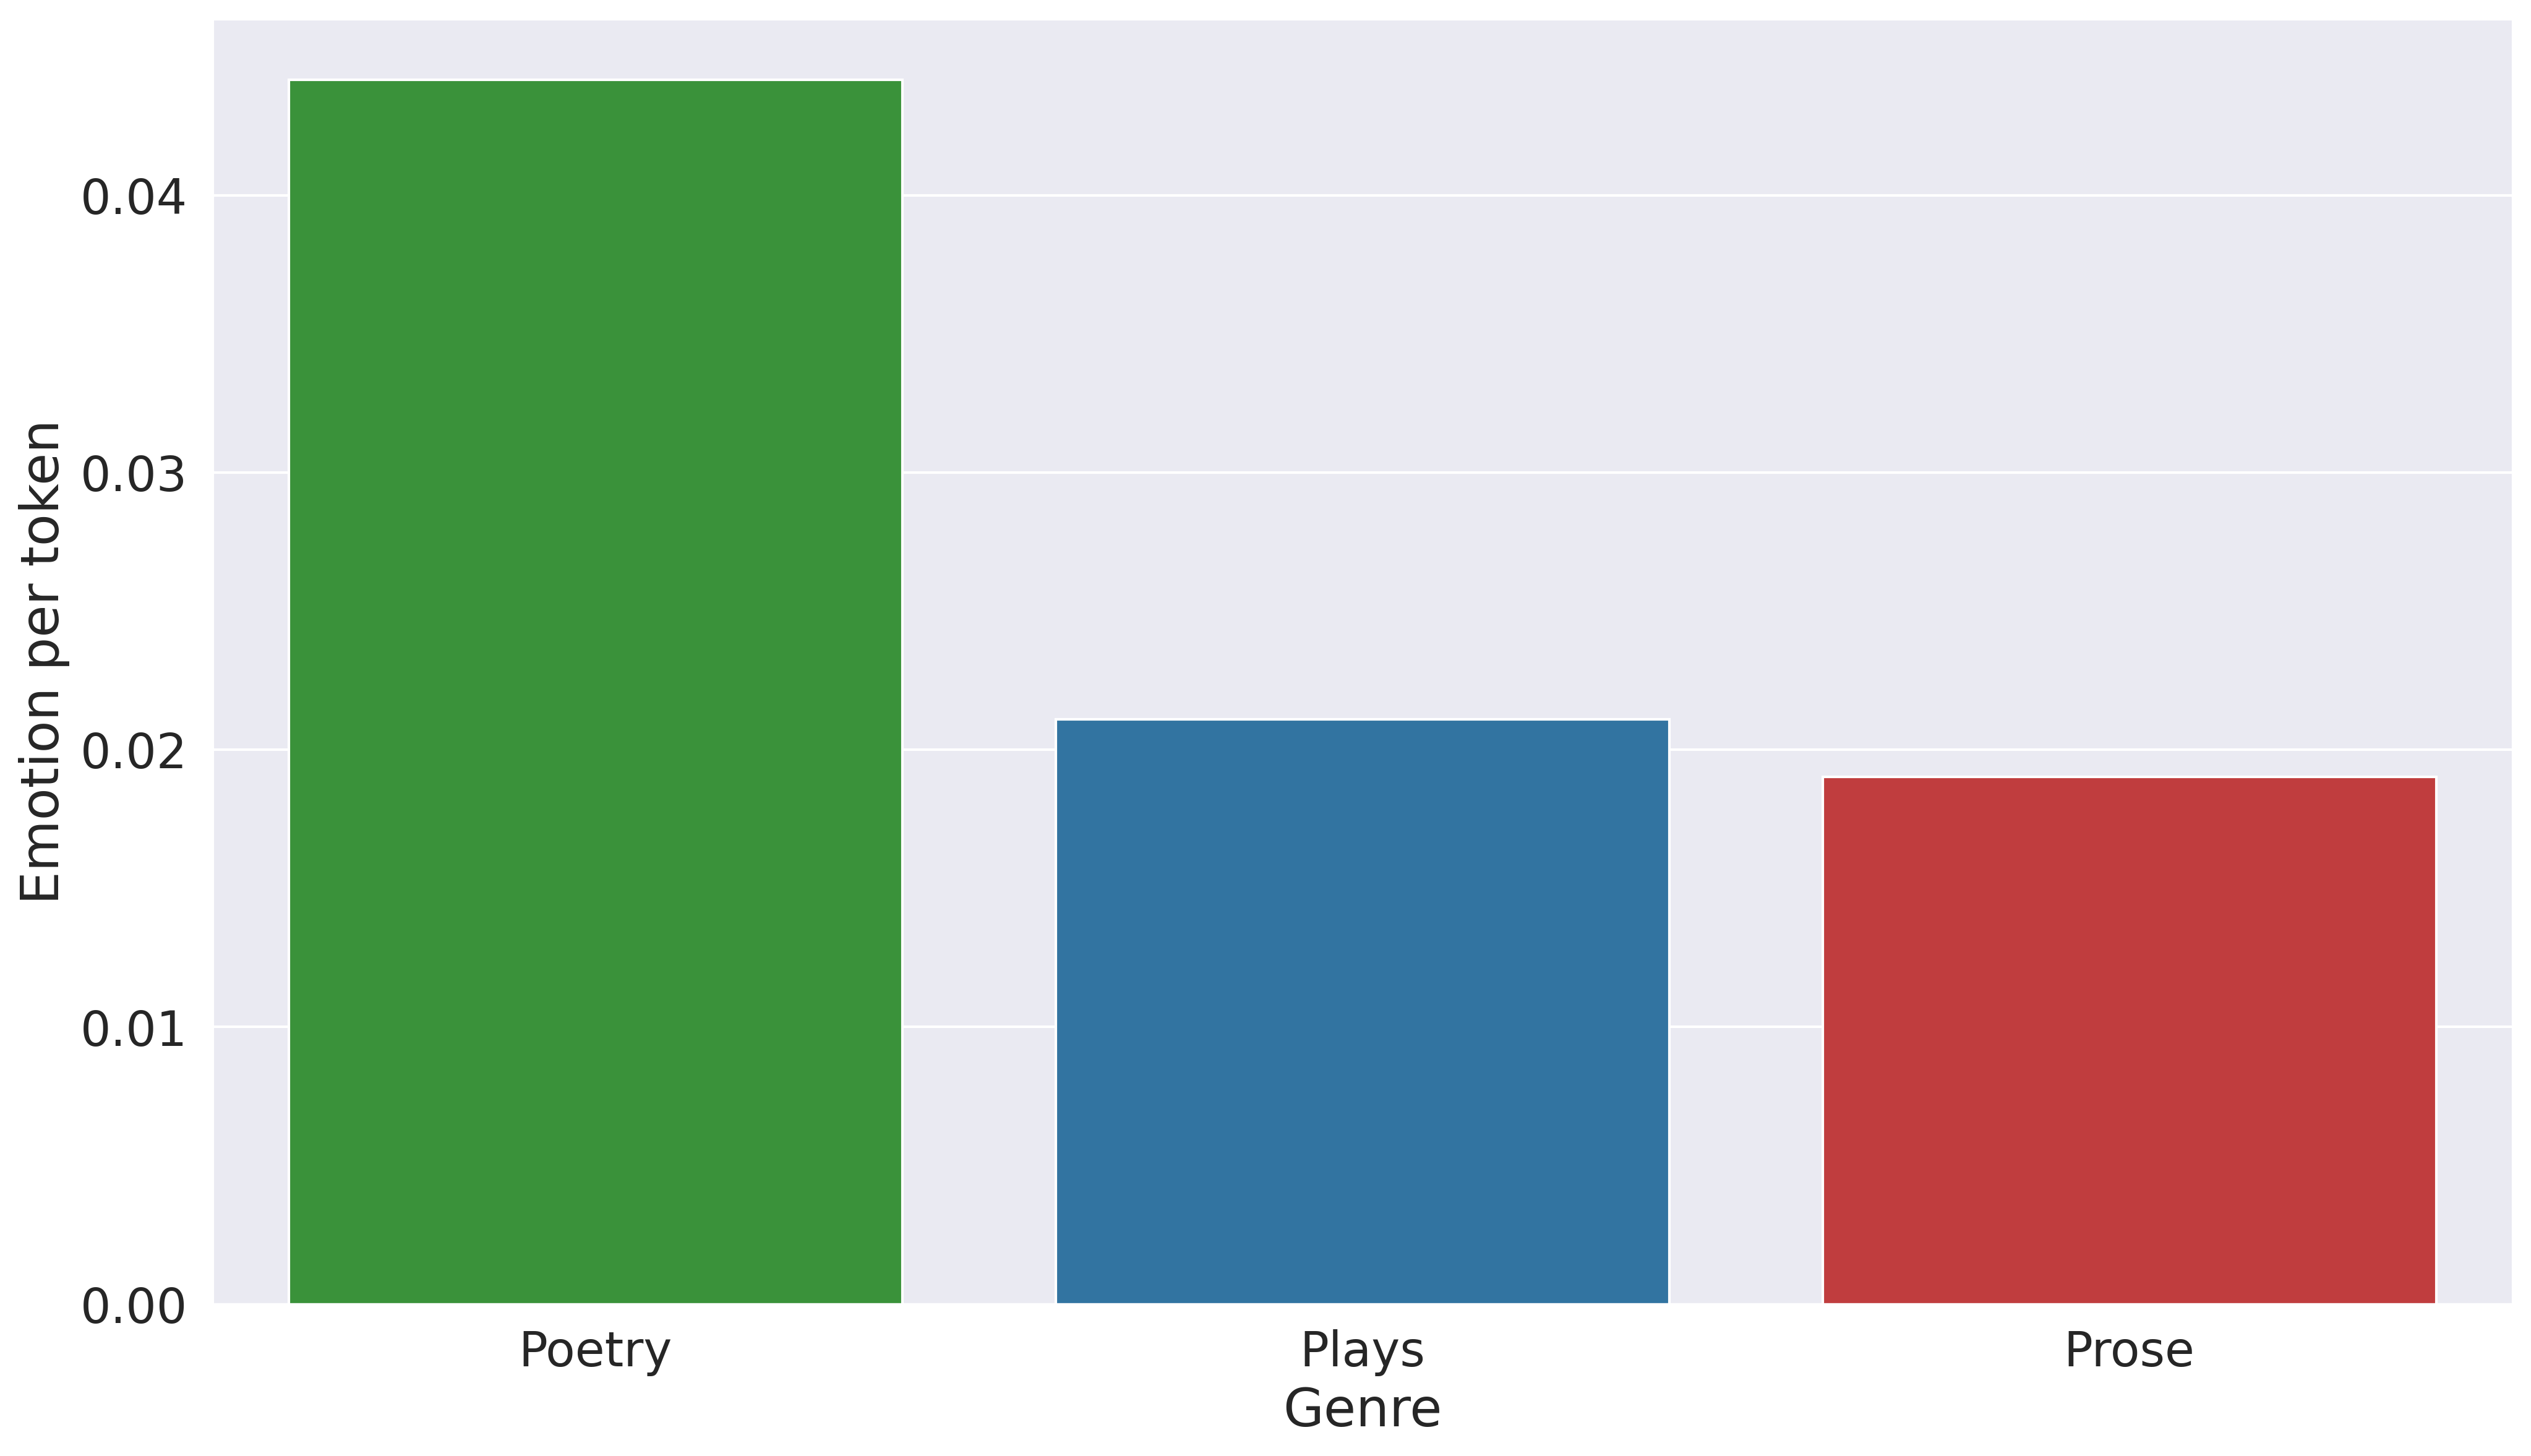 Emotion per token
0.04
0.03
0.02
0.01
0.00
Poetry
Plays
Prose
Genre